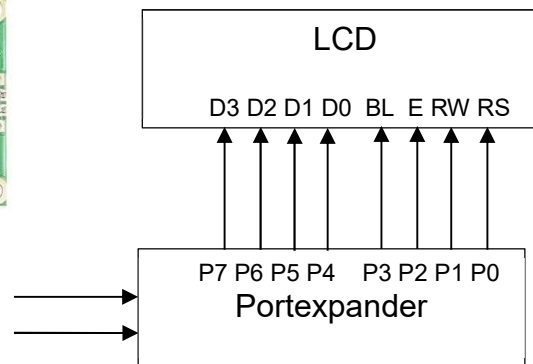 LCD
D3 D2 D1 D0 BL E RW RS
P7 P6 P5 P4 P3 P2 P1 P0
Portexpander